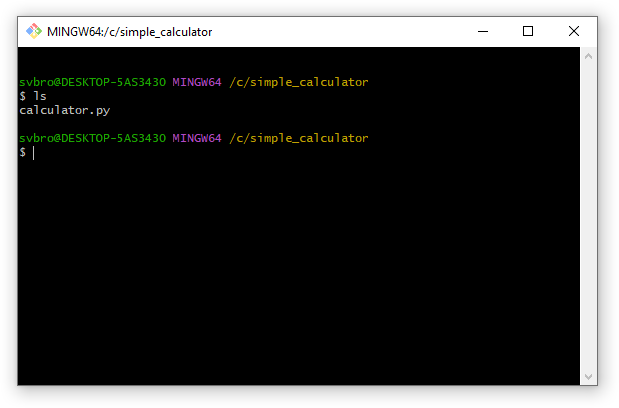 MINGW64:/c/simple_calculator
svbro@DESKTOP-5AS3430 MINGW64 /c/simple_calculator
$ ls
calculator.py
svbro@DESKTOP-5AS3430 MINGW64 /c/simple_calculator
$